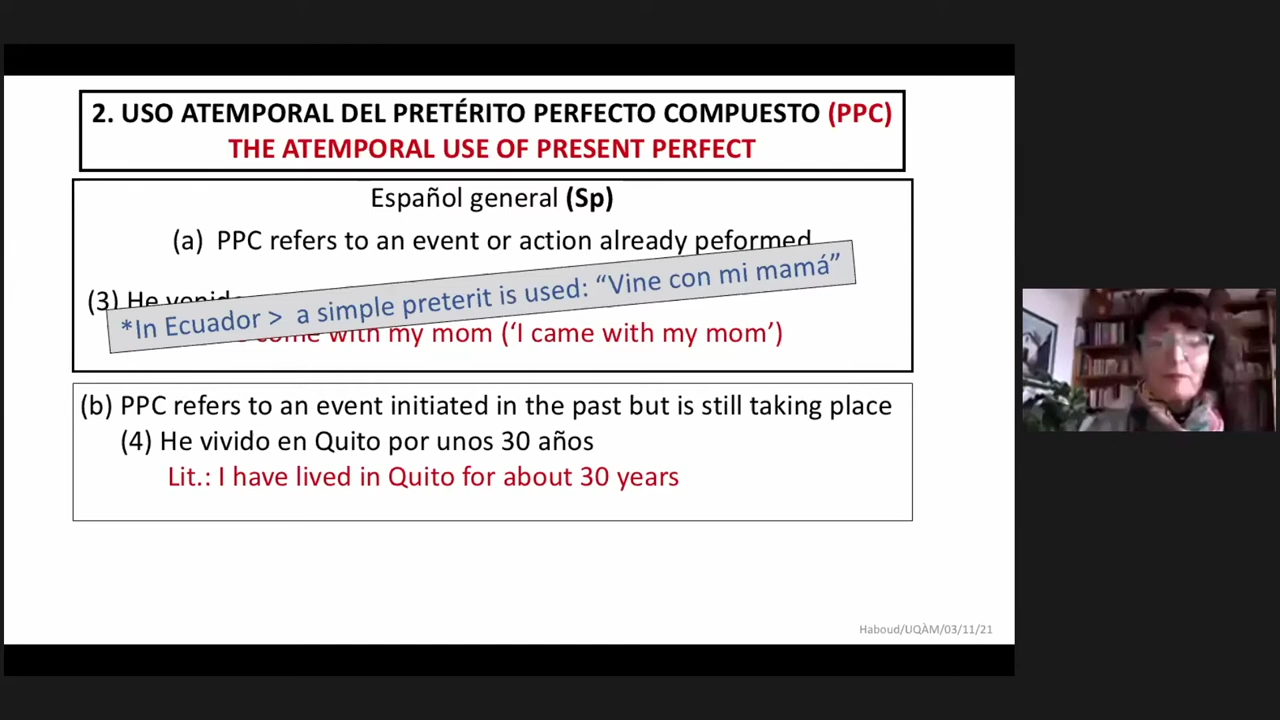 2. USO ATEMPORAL DEL PRETÉRITO PERFECTO COMPUESTO (PPC)
THE ATEMPORAL USE OF PRESENT PERFECT
Español general (Sp)
(a) PPC refers to an event or action already peformed
(3) He venido
*In Ecuador > a simple preterit is used: “Vine con mi mamá”
come with my mom (‘I came with my mom’)
(b) PPC refers to an event initiated in the past but is still taking place
(4) He vivido en Quito por unos 30 años
Lit.: I have lived in Quito for about 30 years
Haboud/UQÀM/03/11/21